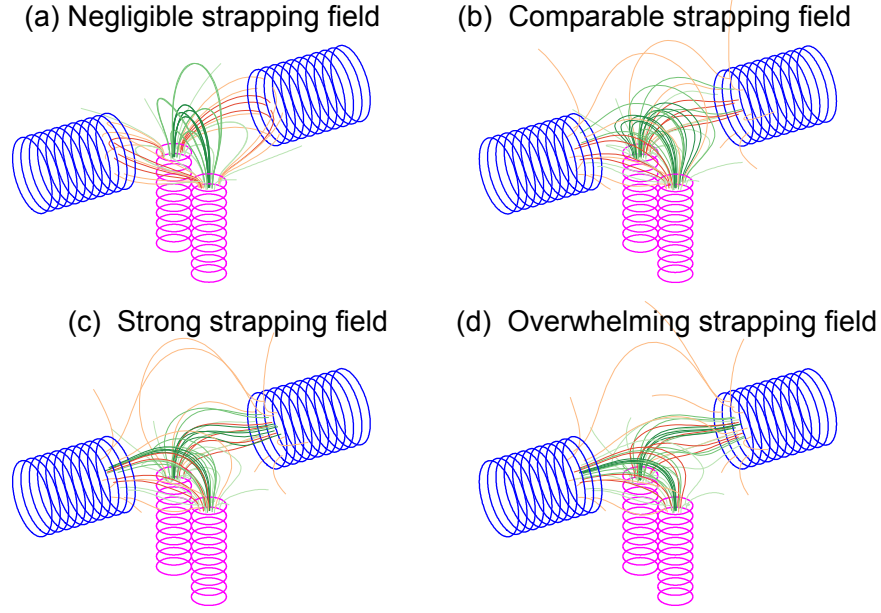 (a) Negligible strapping field
(b) Comparable strapping field
(c) Strong strapping field
(d) Overwhelming strapping field